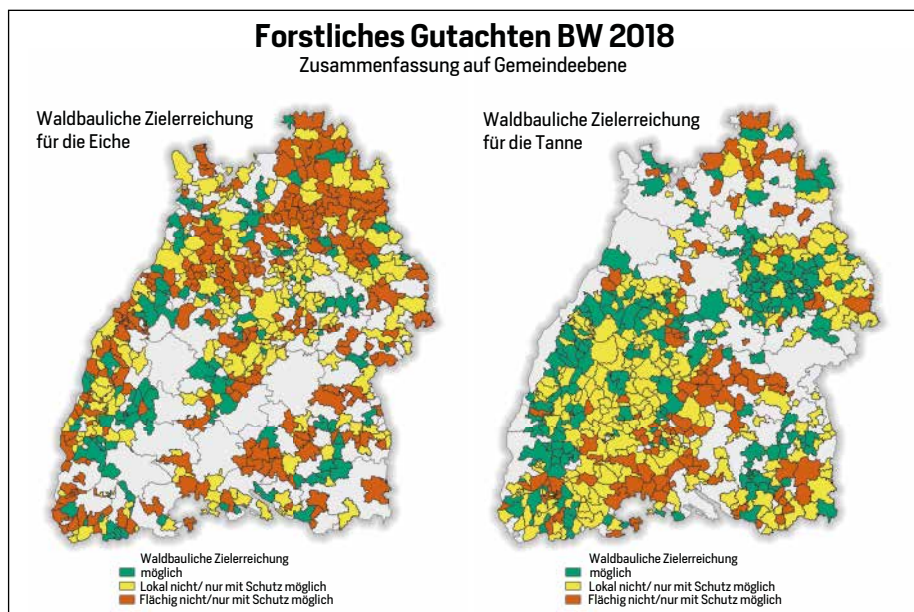 Forstliches Gutachten BW 2018
Zusammenfassung auf Gemeindeebene
Waldbauliche Zielerreichung
für die Eiche
Waldbauliche Zielerreichung
für die Tanne
Waldbauliche Zielerreichung
möglich
Lokal nicht/ nur mit Schutz möglich
Flächig nicht/nur mit Schutz möglich
Waldbauliche Zielerreichung
möglich
Lokal nicht/ nur mit Schutz möglich
Flächig nicht/nur mit Schutz möglich